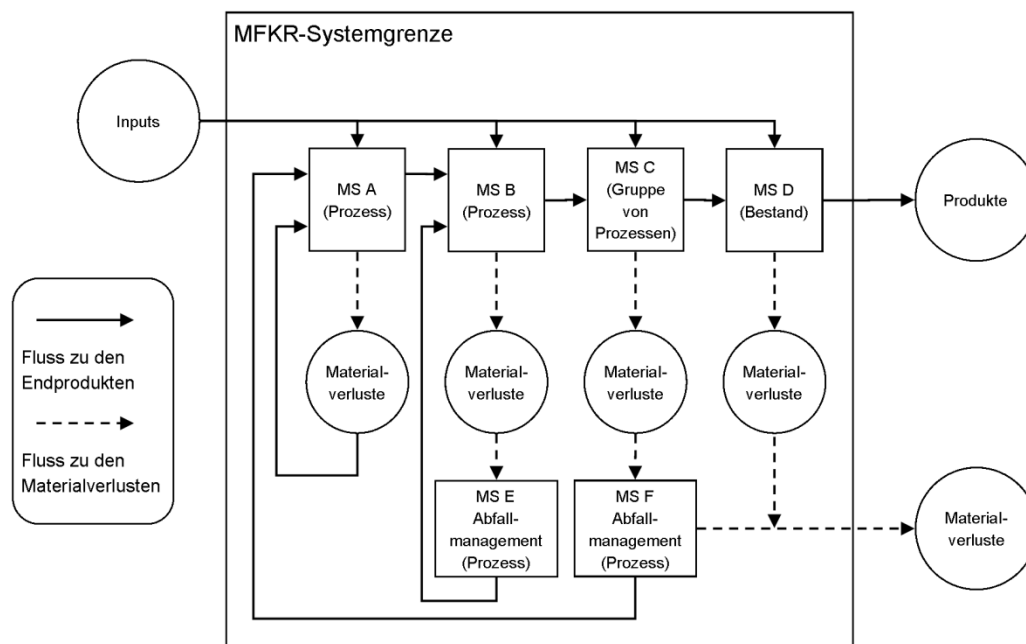 MFKR-Systemgrenze
Inputs
MS A
(Prozess)
MS B
(Prozess)
MS C
(Gruppe
von
Prozessen)
MS D
(Bestand)
Produkte
Fluss zu den
Endprodukten
Fluss zu den
Materialverlusten
Material-
verluste
Material-
verluste
Material-
verluste
Material-
verluste
MS E
Abfall-
management
(Prozess)
MS F
Abfall-
management
(Prozess)
Material-
verluste